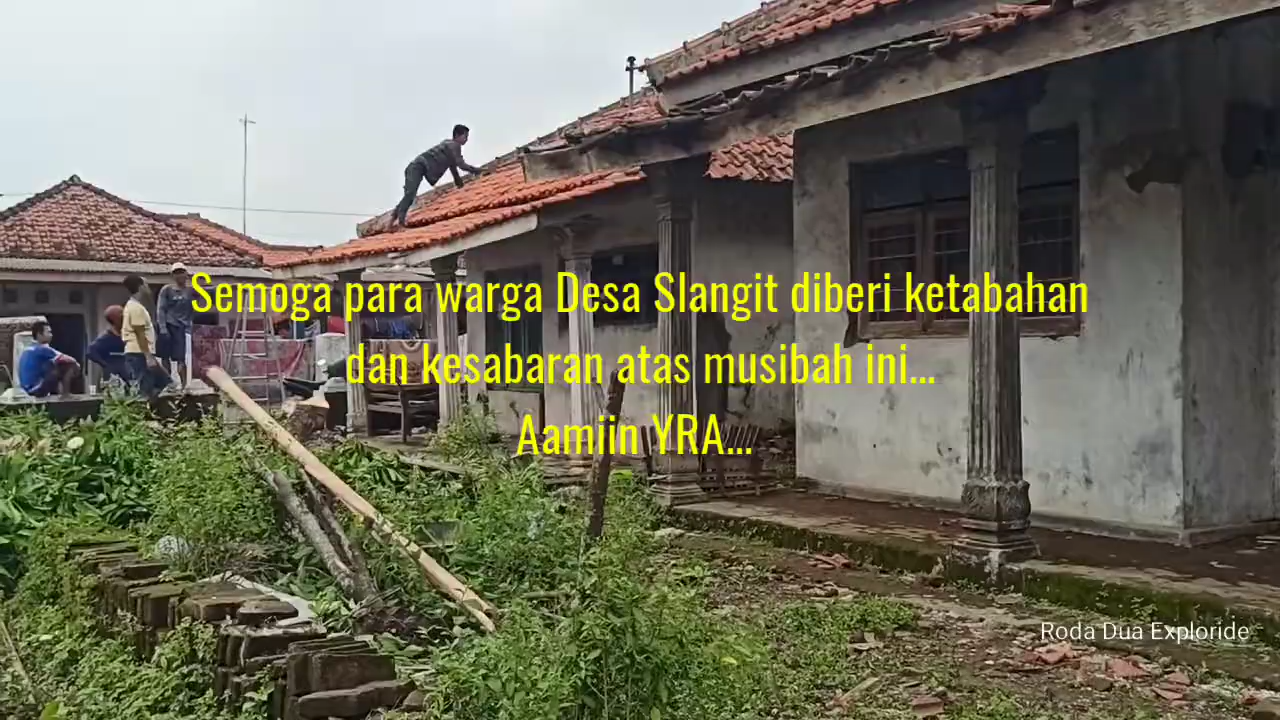 Semoga para warga Desa Slangit diberi ketabahan
dan kesabaran atas musibah ini...
Aamiin YRA...
Roda Dua Exploride